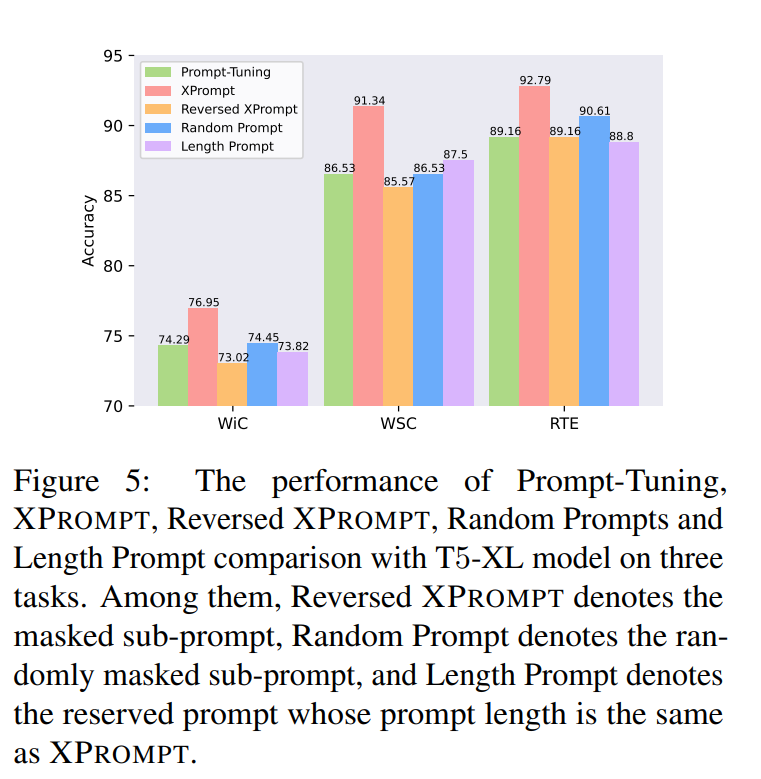 95
90
85
80
75
70
Accuracy
Prompt-Tuning
XPrompt
Reversed XPrompt
Random Prompt
Length Prompt
74.29
76.95
73.02
74.45
73.82
86.53
91.34
85.57
86.53
87.5
89.16
92.79
89.16
90.61
88.8
WiC
WSC
RTE
Figure 5: The performance of Prompt-Tuning,
XPROMPT, Reversed XPROMPT, Random Prompts and
Length Prompt comparison with T5-XL model on three
tasks. Among them, Reversed XPROMPT denotes the
masked sub-prompt, Random Prompt denotes the ran-
domly masked sub-prompt, and Length Prompt denotes
the reserved prompt whose prompt length is the same
as XPROMPT.